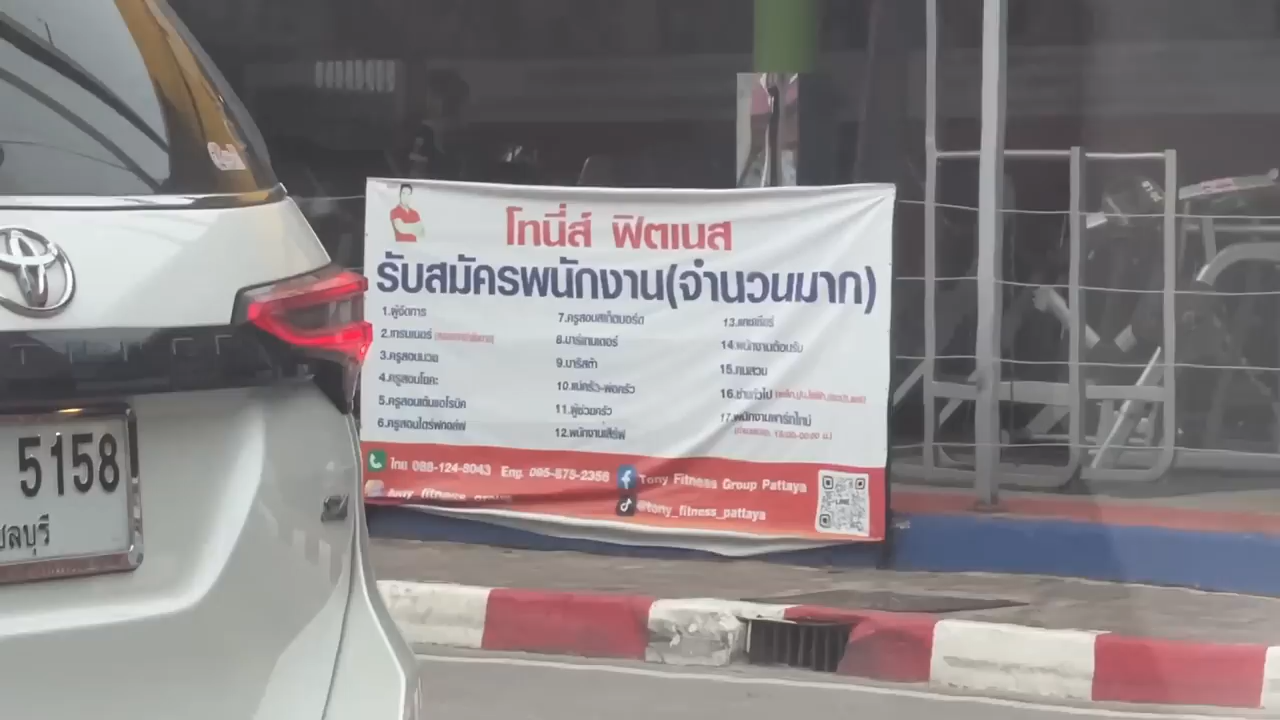 โทนี่ส์ ฟิตเนส
รับสมัครพนักงาน(จำนวนมาก)
1.ผู้จัดการ
2.เทรนเนอร์
3.ครูสอนมวย
4.ครูสอนโยคะ
5.ครูสอนเต้นแอโรบิค
6.ครูสอนไดร์ฟกอล์ฟ
7.ครูสอนสเก็ตบอร์ด
8.บาร์เทนเดอร์
9.บาริสต้า
10.แม่ครัว-พ่อครัว
11.ผู้ช่วยครัว
12.พนักงานเสิร์ฟ
13.แคชเชียร์
14.พนักงานต้อนรับ
15.คนสวน
16.ช่างทั่วไป
17.พนักงานพาร์ทไทม์
ไทย 088-124-8043 Eng. 095-878-2356
Tony Fitness Group Pattaya
tony_fitness_group
@tony_fitness_pattaya
5158
ชลบุรี